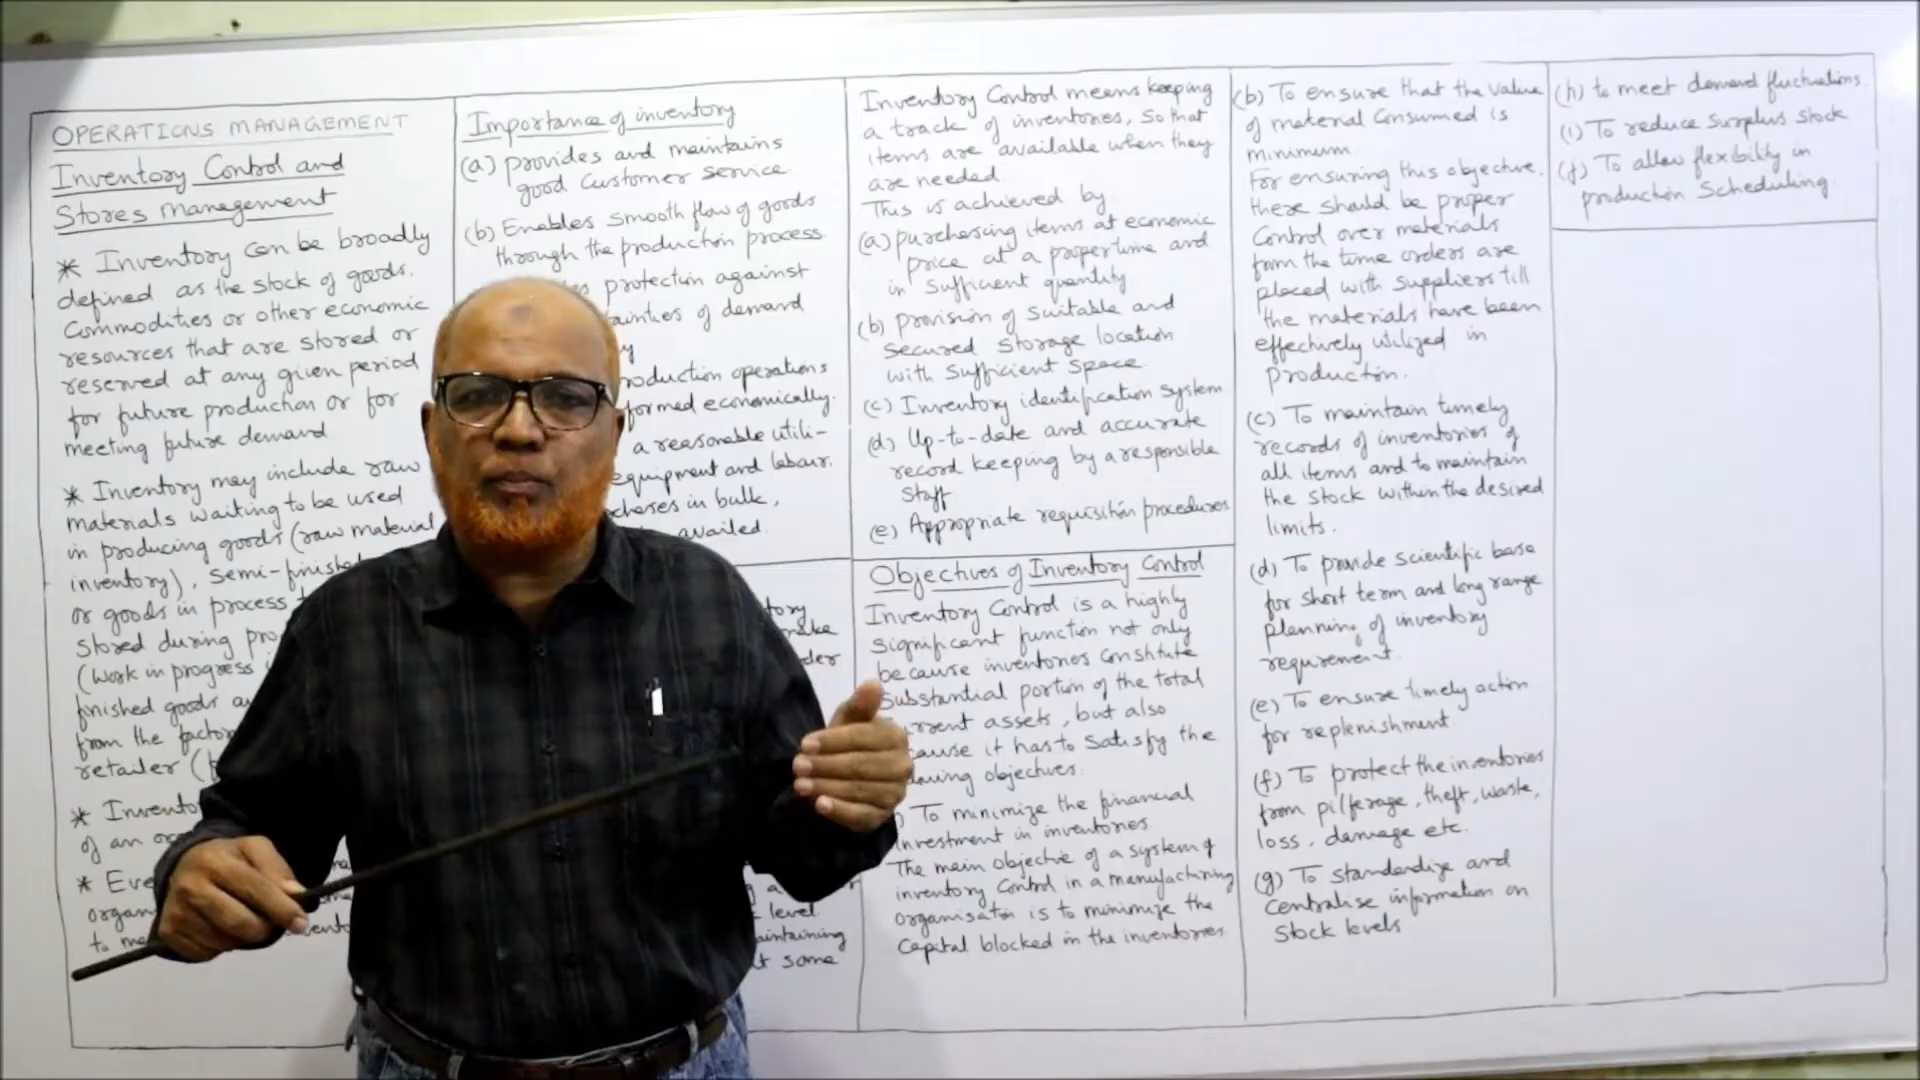 OPERATIONS MANAGEMENT
Inventory Control and
Stores Management
* Inventory can be broadly
defined as the stock of goods.
Commodities or other economic
resources that are stored or
reserved at any given period
for future production or for
meeting future demand
* Inventory may include raw
materials waiting to be used
in producing goods (raw material
inventory), semi-finished
or goods in process
stored during
(Work in progress
finished goods
from the
retailer
*
of an
*
organ
to
Importance of inventory
(a) provides and maintains
good customer service
(b) Enables smooth flow of goods
through the production process
protection against
of demand
production operations
economically.
a reasonable utili-
equipment and labour.
in bulk,
availed.
level
maintaining
at some
Inventory Control means keeping
a track of inventories, so that
items are available when they
are needed
This is achieved by
(a) purchasing items at economic
price at a proper time and
in sufficient quantity
(b) provision of suitable and
secured storage location
with sufficient space
(c) Inventory identification system
(d) Up-to-date and accurate
record keeping by a responsible
staff
(e) Appropriate requisition procedures
Objectives of Inventory Control
Inventory Control is a highly
significant function not only
because inventories constitute
substantial portion of the total
assets, but also
it has to satisfy the
objectives.
To minimize the financial
investment in inventories.
The main objective of a system of
inventory control in a manufacturing
organisation is to minimize the
capital blocked in the inventories
(b) To ensure that the value
of material consumed is
minimum
For ensuring this objective,
there should be proper
control over materials
from the time orders are
placed with suppliers till
the materials have been
effectively utilized in
production.
(c) To maintain timely
records of inventories of
all items and to maintain
the stock within the desired
limits.
(d) To provide scientific base
for short term and long range
planning of inventory
requirement.
(e) To ensure timely action
for replenishment
(f) To protect the inventories
from pilferage, theft, waste,
loss, damage etc.
(g) To standardize and
centralise information on
stock levels
(h) to meet demand fluctuations
(i) To reduce surplus stock
(j) To allow flexibility in
production scheduling